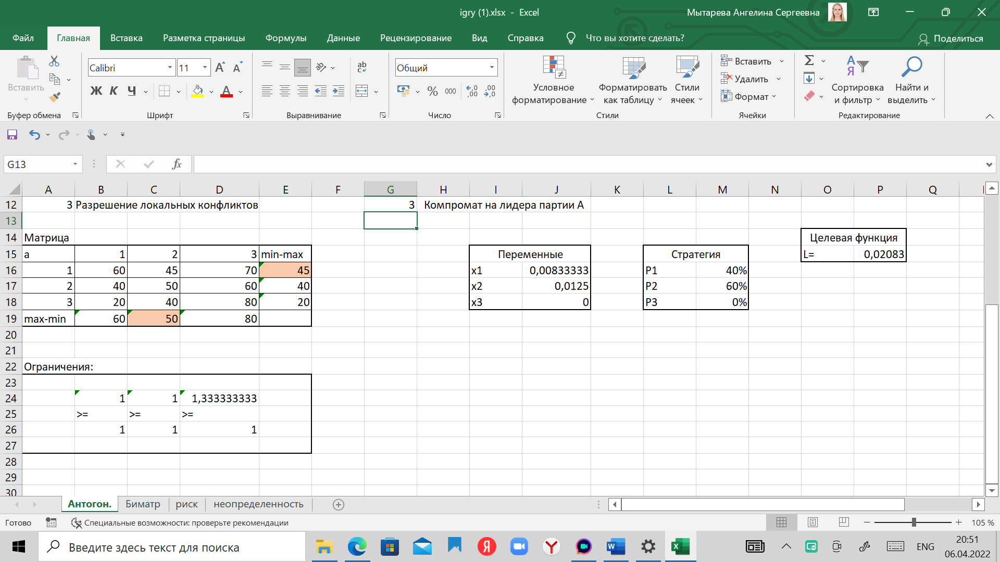 igry (1).xlsx - Excel
Мытарева Ангелина Сергеевна
Файл Главная Вставка Разметка страницы Формулы Данные Рецензирование Вид Справка Что вы хотите сделать? Поделиться
Вставить
Calibri 11
Ж К Ч
Общий
% 000
Условное форматирование
Форматировать как таблицу
Стили ячеек
Вставить
Удалить
Формат
Сортировка и фильтр
Найти и выделить
Буфер обмена Шрифт Выравнивание Число Стили Ячейки Редактирование
G13 fx
A B C D E F G H I J K L M N O P Q
12 3 Разрешение локальных конфликтов 3 Компромат на лидера партии А
13
14 Матрица Целевая функция
15 a 1 2 3 min-max Переменные Стратегия L= 0,02083
16 1 60 45 70 45 x1 0,00833333 P1 40%
17 2 40 50 60 40 x2 0,0125 P2 60%
18 3 20 40 80 20 x3 0 P3 0%
19 max-min 60 50 80
20
21
22 Ограничения:
23
24 1 1 1,333333333
25 >= >= >=
26 1 1 1
27
28
29
30
Антогон. Биматр риск неопределенность
Готово Специальные возможности: проверьте рекомендации 105 %
Введите здесь текст для поиска
ENG
20:51
06.04.2022